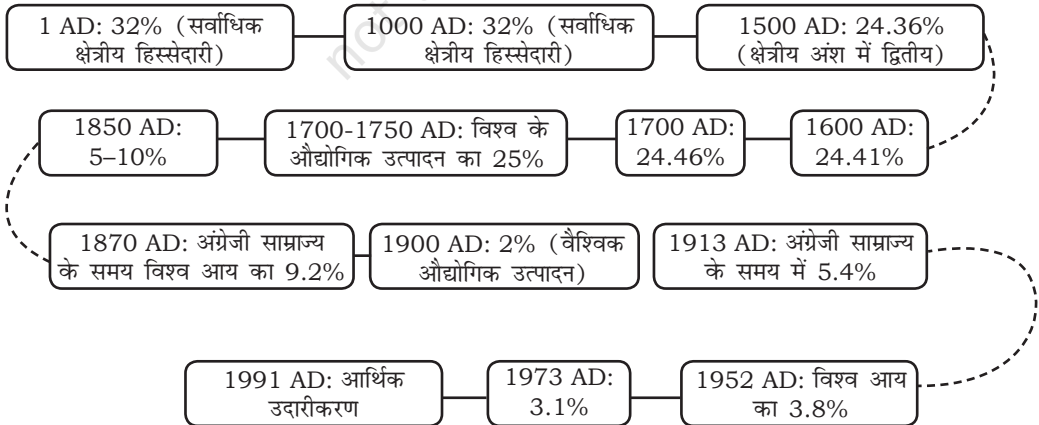 1 AD: 32% (सर्वाधिक
क्षेत्रीय हिस्सेदारी)
1000 AD: 32% (सर्वाधिक
क्षेत्रीय हिस्सेदारी)
1500 AD: 24.36%
(क्षेत्रीय अंश में द्वितीय)
1600 AD:
24.41%
1700 AD:
24.46%
1700-1750 AD: विश्व के
औद्योगिक उत्पादन का 25%
1850 AD:
5–10%
1870 AD: अंग्रेजी साम्राज्य
के समय विश्व आय का 9.2%
1900 AD: 2% (वैश्विक
औद्योगिक उत्पादन)
1913 AD: अंग्रेजी साम्राज्य
के समय में 5.4%
1952 AD: विश्व आय
का 3.8%
1973 AD:
3.1%
1991 AD: आर्थिक
उदारीकरण
not